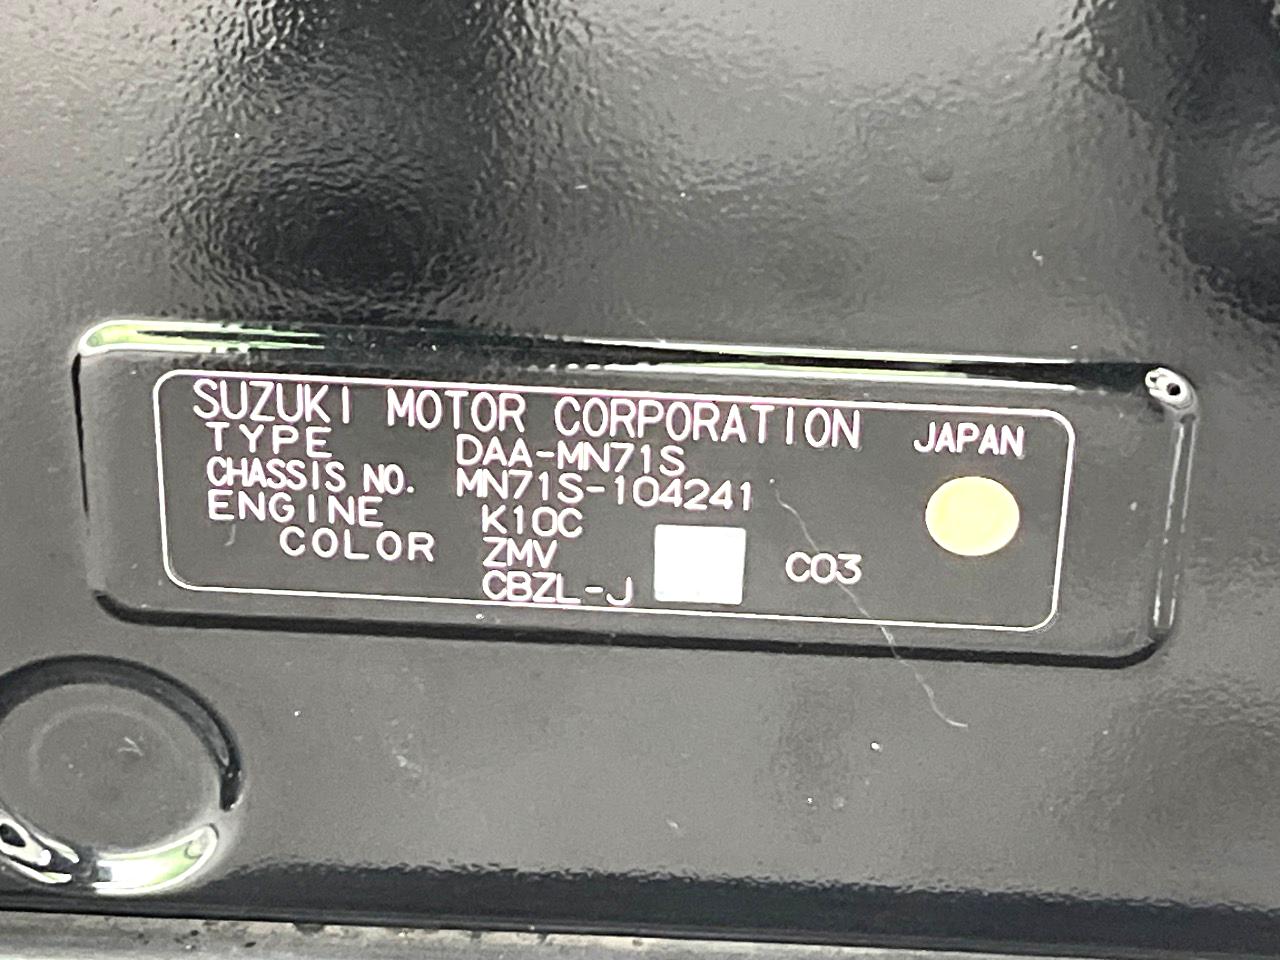 SUZUKI MOTOR CORPORATION JAPAN
TYPE DAA-MN71S
CHASSIS NO. MN71S-104241
ENGINE K10C
COLOR ZMV C03
CBZL-J